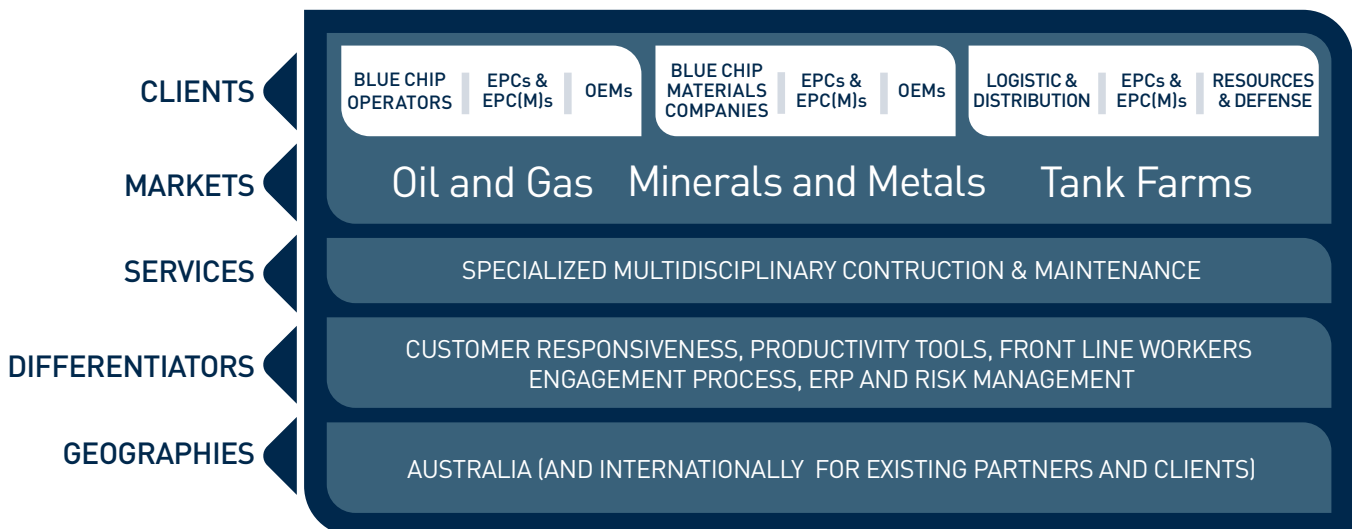 CLIENTS
BLUE CHIP
OPERATORS
EPCs &
EPC(M)s
OEMs
BLUE CHIP
MATERIALS
COMPANIES
EPCs &
EPC(M)s
OEMs
LOGISTIC &
DISTRIBUTION
EPCs &
EPC(M)s
RESOURCES
& DEFENSE
MARKETS
Oil and Gas
Minerals and Metals
Tank Farms
SERVICES
SPECIALIZED MULTIDISCIPLINARY CONTRUCTION & MAINTENANCE
DIFFERENTIATORS
CUSTOMER RESPONSIVENESS, PRODUCTIVITY TOOLS, FRONT LINE WORKERS
ENGAGEMENT PROCESS, ERP AND RISK MANAGEMENT
GEOGRAPHIES
AUSTRALIA (AND INTERNATIONALLY FOR EXISTING PARTNERS AND CLIENTS)